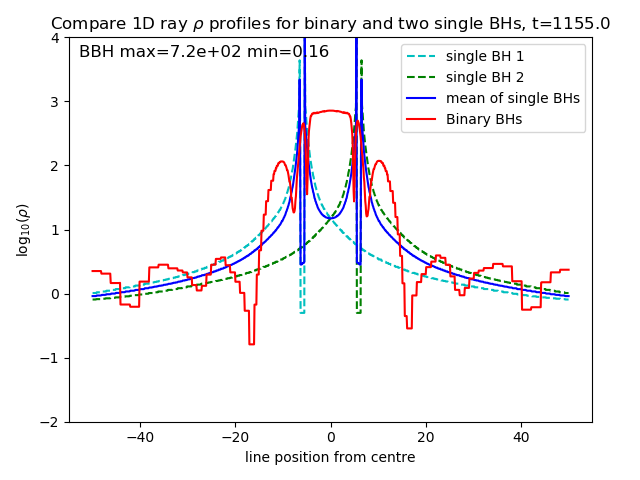 Compare 1D ray ρ profiles for binary and two single BHs, t=1155.0
BBH max=7.2e+02 min=0.16
single BH 1
single BH 2
mean of single BHs
Binary BHs
log₁₀(ρ)
4
3
2
1
0
−1
−2
−40
−20
0
20
40
line position from centre